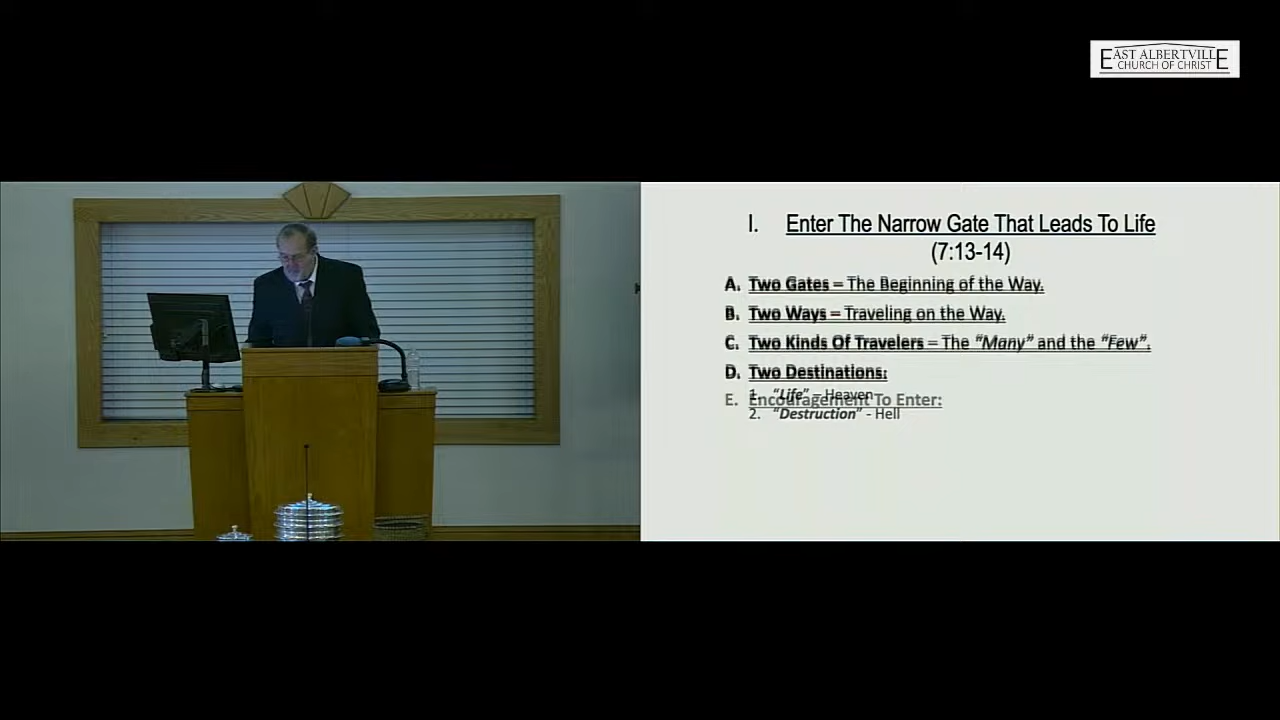 EAST ALBERTVILLE
CHURCH OF CHRIST
I. Enter The Narrow Gate That Leads To Life
(7:13-14)
A. Two Gates – The Beginning of the Way.
B. Two Ways – Traveling on the Way.
C. Two Kinds Of Travelers – The “Many” and the “Few”.
D. Two Destinations:
1. “Life” – Heaven
E. Encouragement To Enter:
2. “Destruction” - Hell